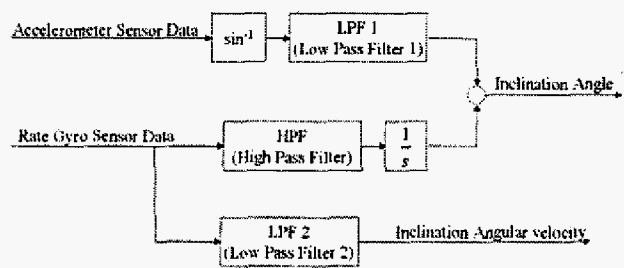 Accelerometer Sensor Data
sin⁻¹
LPF 1
(Low Pass Filter 1)
Inclination Angle
Rate Gyro Sensor Data
HPF
(High Pass Filter)
1
s
LPF 2
(Low Pass Filter 2)
Inclination Angular velocity